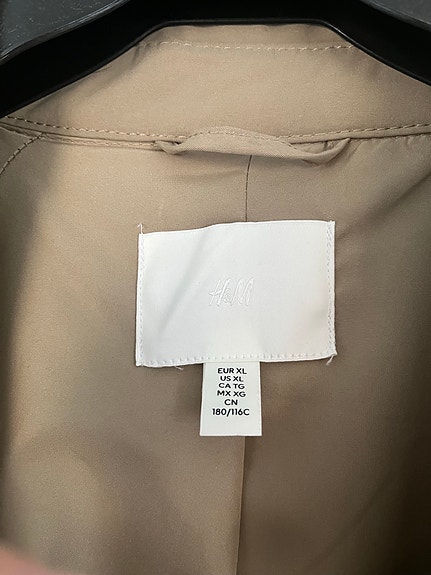 H&M
EUR XL
US XL
CA TG
MX XG
CN
180/116C